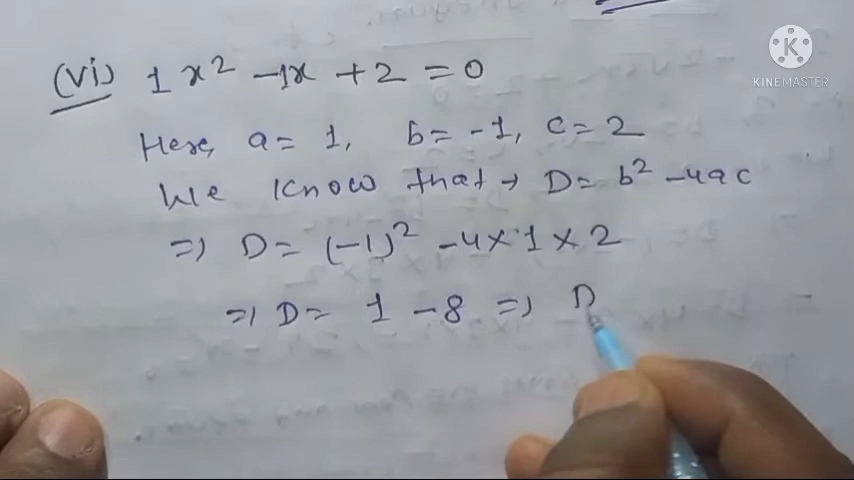 K
KINEMASTER
(vi) 1x² -1x +2 = 0
Here, a = 1, b = -1, c = 2
We know that → D = b² -4ac
=> D = (-1)² -4×1×2
=> D = 1 -8 => D